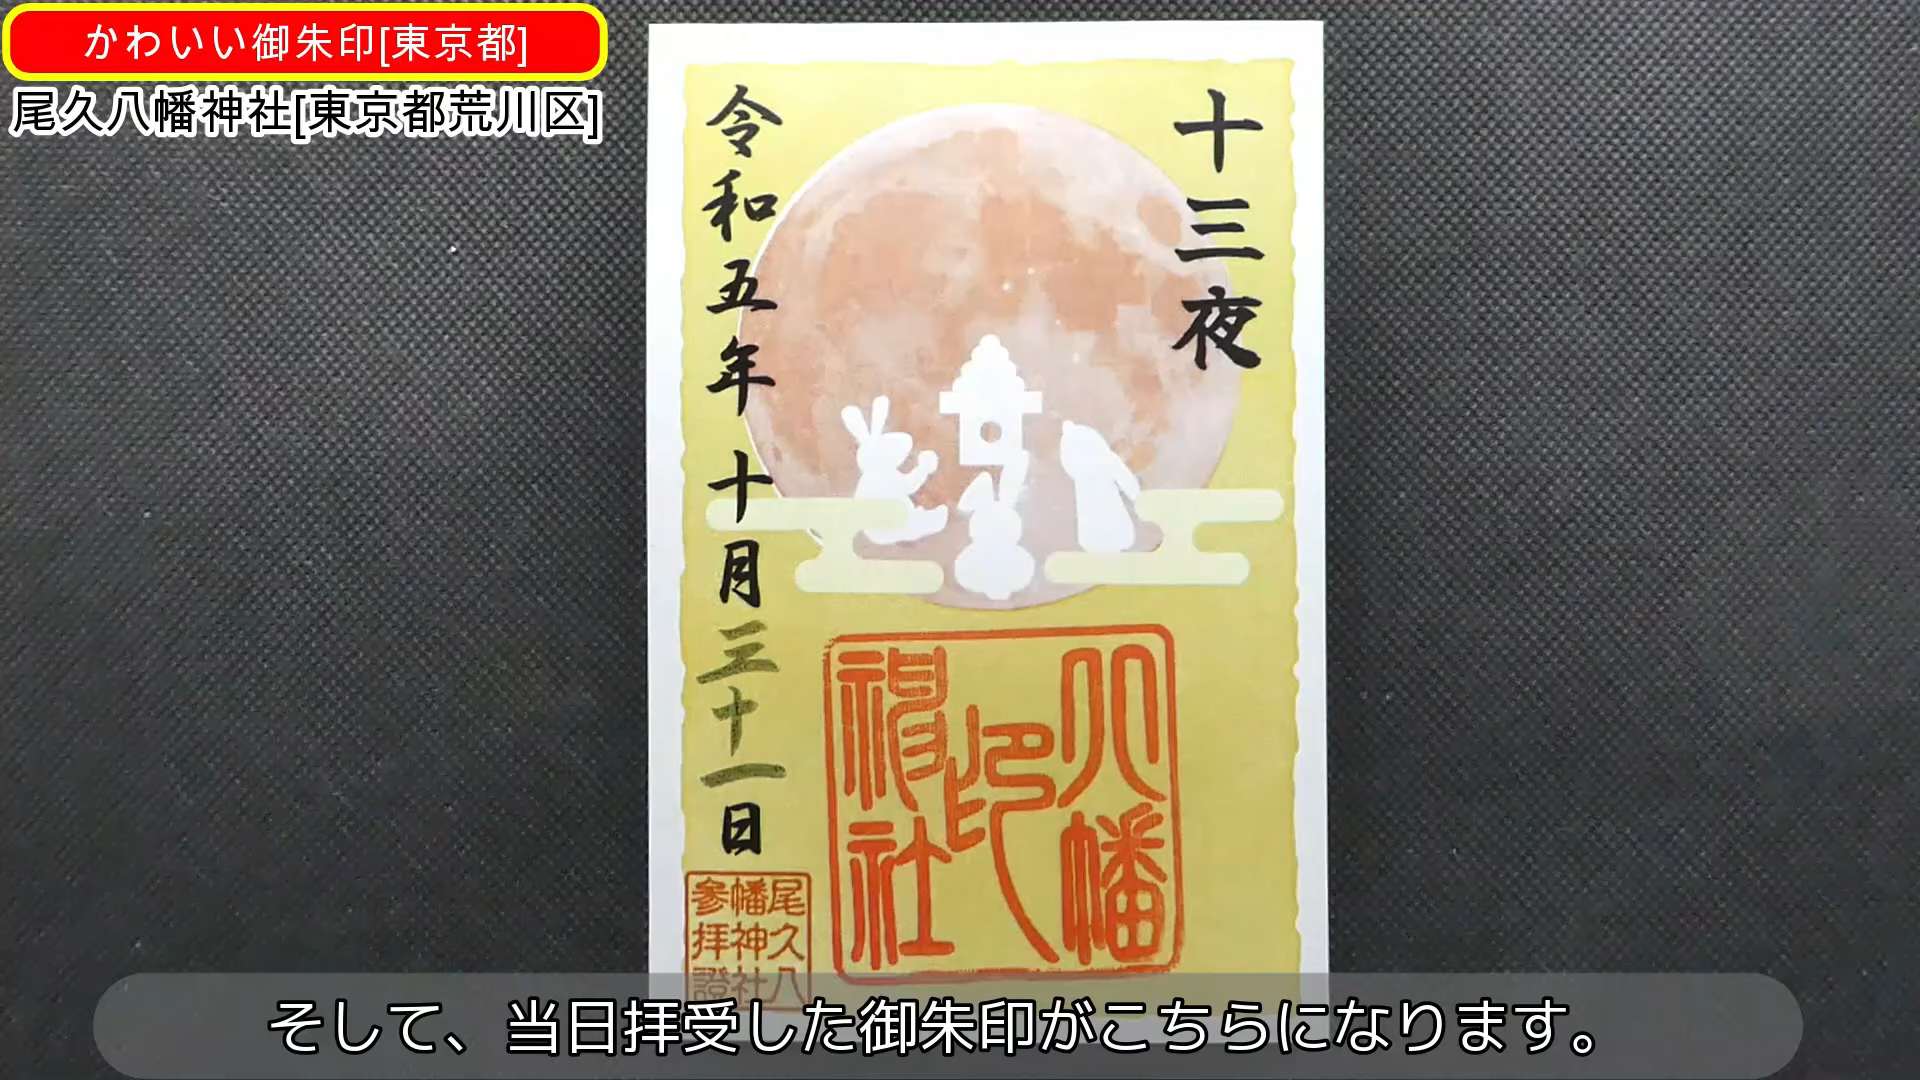 かわいい御朱印[東京都]
尾久八幡神社[東京都荒川区]
十三夜
令和五年 十月三十一日
八幡
印
神社
尾久八
幡神社
参拝證
そして、当日拝受した御朱印がこちらになります。